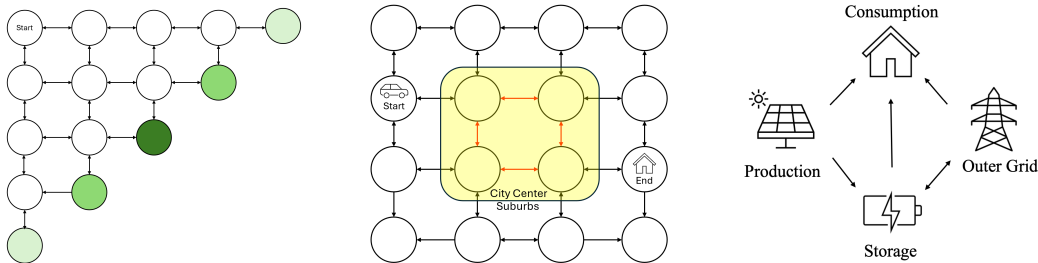 Start
Start
End
City Center
Suburbs
Consumption
Production
Outer Grid
Storage